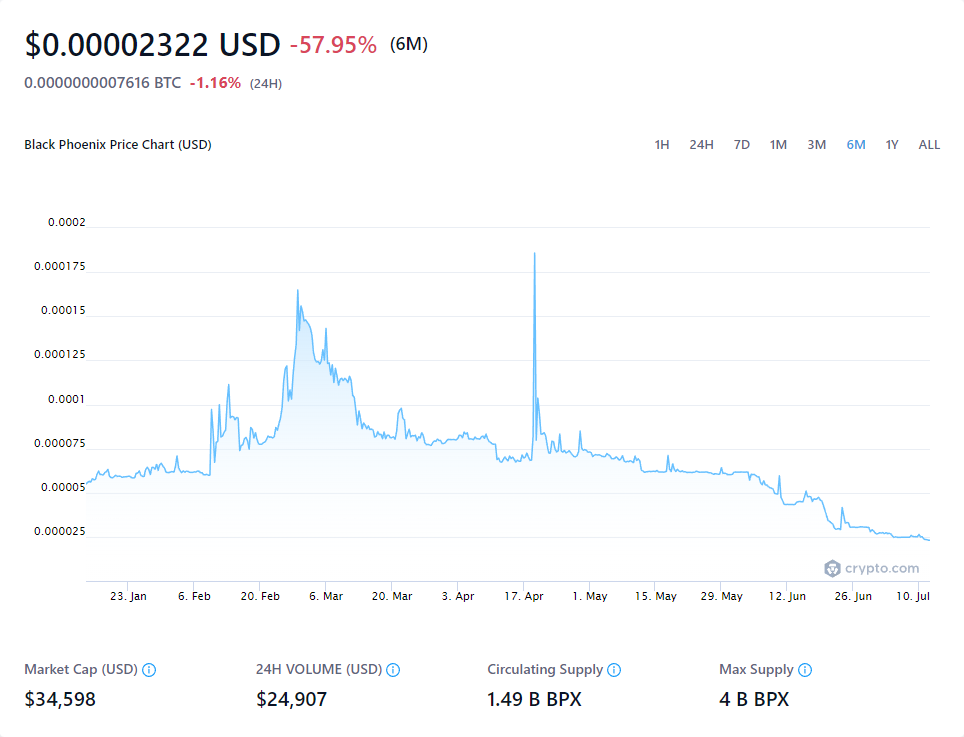 $0.00002322 USD -57.95% (6M)
0.0000000007616 BTC -1.16% (24H)
Black Phoenix Price Chart (USD)
1H 24H 7D 1M 3M 6M 1Y ALL
0.0002
0.000175
0.00015
0.000125
0.0001
0.000075
0.00005
0.000025
crypto.com
23. Jan 6. Feb 20. Feb 6. Mar 20. Mar 3. Apr 17. Apr 1. May 15. May 29. May 12. Jun 26. Jun 10. Jul
Market Cap (USD) 24H VOLUME (USD) Circulating Supply Max Supply
$34,598 $24,907 1.49 B BPX 4 B BPX